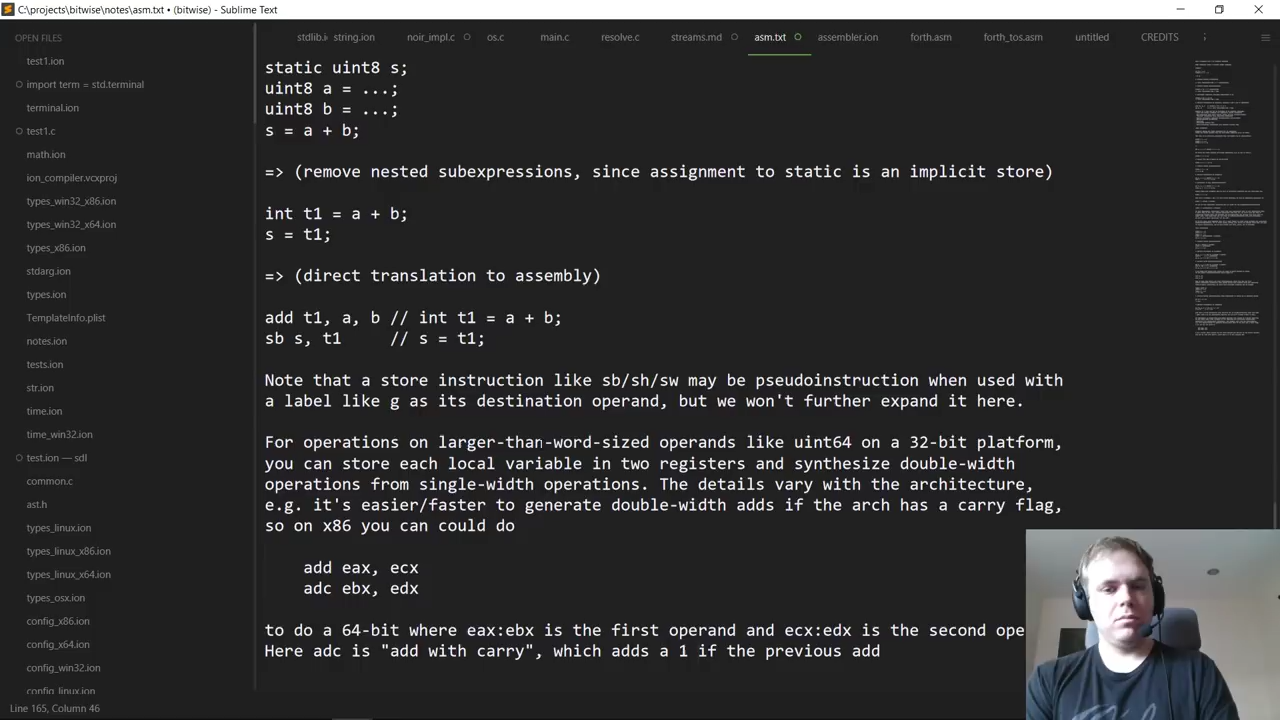 C:\projects\bitwise\notes\asm.txt • (bitwise) - Sublime Text
OPEN FILES
stdlib.i string.ion noir_impl.c os.c main.c resolve.c streams.md asm.txt assembler.ion forth.asm forth_tos.asm untitled CREDITS
test1.ion
import term = std.terminal
terminal.ion
test1.c
math.ion
ion_compiler.vcxproj
types_win32_x86.ion
types_win32_x64.ion
types_x86.ion
stdarg.ion
types.ion
TemplateInfo.plist
notes.ion
tests.ion
str.ion
time.ion
time_win32.ion
test.ion — sdl
common.c
ast.h
types_linux.ion
types_linux_x86.ion
types_linux_x64.ion
types_osx.ion
config_x86.ion
config_x64.ion
config_win32.ion
config_linux.ion
static uint8 s;
uint8 a = ...;
uint8 b = ...;
s = a + b;
=> (remove nested subexpressions, since assignment to static is an implicit store)
int t1 = a + b;
s = t1;
=> (direct translation to assembly)
add t1, a, b // int t1 = a + b;
sb s, t1 // s = t1;
Note that a store instruction like sb/sh/sw may be pseudoinstruction when used with
a label like g as its destination operand, but we won't further expand it here.
For operations on larger-than-word-sized operands like uint64 on a 32-bit platform,
you can store each local variable in two registers and synthesize double-width
operations from single-width operations. The details vary with the architecture,
e.g. it's easier/faster to generate double-width adds if the arch has a carry flag,
so on x86 you can could do
add eax, ecx
adc ebx, edx
to do a 64-bit where eax:ebx is the first operand and ecx:edx is the second ope
Here adc is "add with carry", which adds a 1 if the previous add
Line 165, Column 46